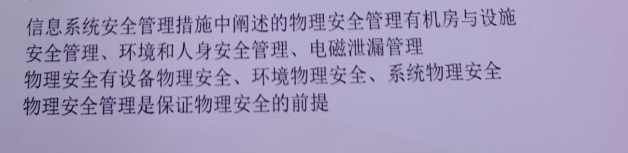 信息系统安全管理措施中阐述的物理安全管理有机房与设施
安全管理、环境和人身安全管理、电磁泄漏管理
物理安全有设备物理安全、环境物理安全、系统物理安全
物理安全管理是保证物理安全的前提